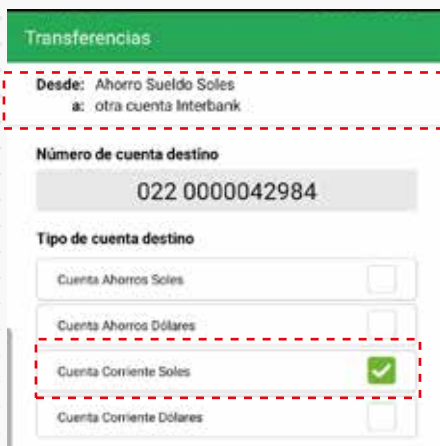 Transferencias
Desde: Ahorro Sueldo Soles
a: otra cuenta Interbank
Número de cuenta destino
022 0000042984
Tipo de cuenta destino
Cuenta Ahorros Soles
Cuenta Ahorros Dólares
Cuenta Corriente Soles
Cuenta Corriente Dólares